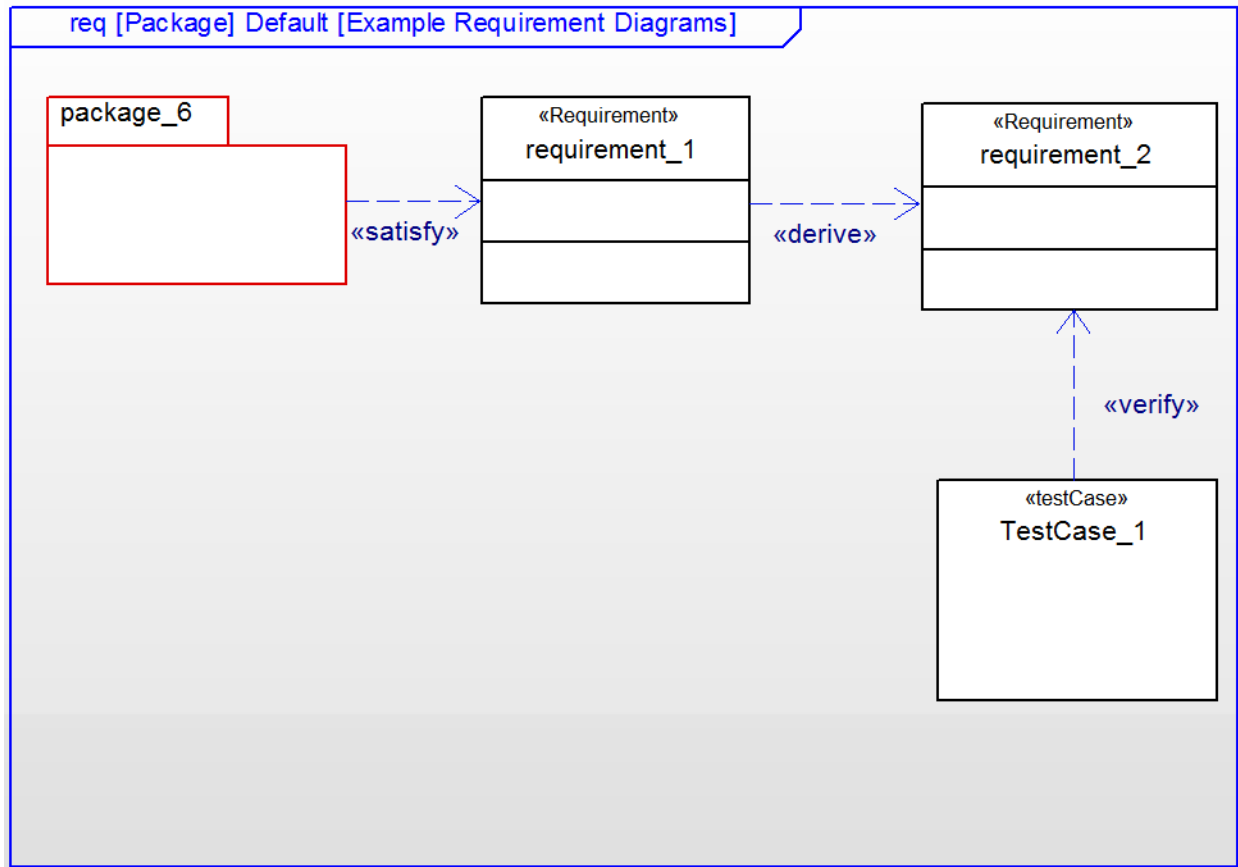 req [Package] Default [Example Requirement Diagrams]
package_6
«Requirement»
requirement_1
«Requirement»
requirement_2
«satisfy»
«derive»
«verify»
«testCase»
TestCase_1